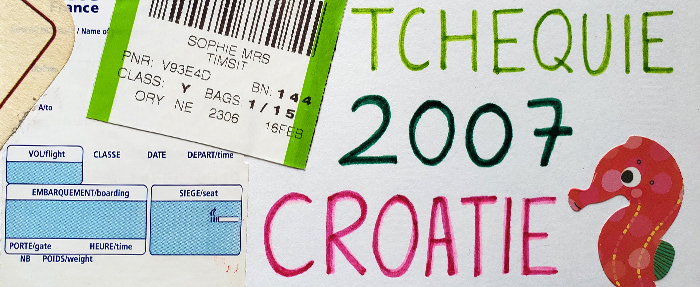 France
/ Name of
A/to
VOL/flight CLASSE DATE DEPART/time
EMBARQUEMENT/boarding SIEGE/seat
PORTE/gate HEURE/time
NB POIDS/weight
SOPHIE MRS
TIMSIT
PNR: V93E4D BN: 144
CLASS: Y BAGS 1/15
ORY NE 2306 16FEB
TCHEQUIE
2007
CROATIE